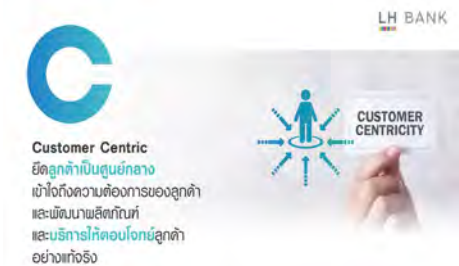 LH BANK
C
CUSTOMER
CENTRICITY
Customer Centric
ยึดลูกค้าเป็นศูนย์กลาง
เข้าใจถึงความต้องการของลูกค้า
และพัฒนาผลิตภัณฑ์
และบริการให้ตอบโจทย์ลูกค้า
อย่างแท้จริง